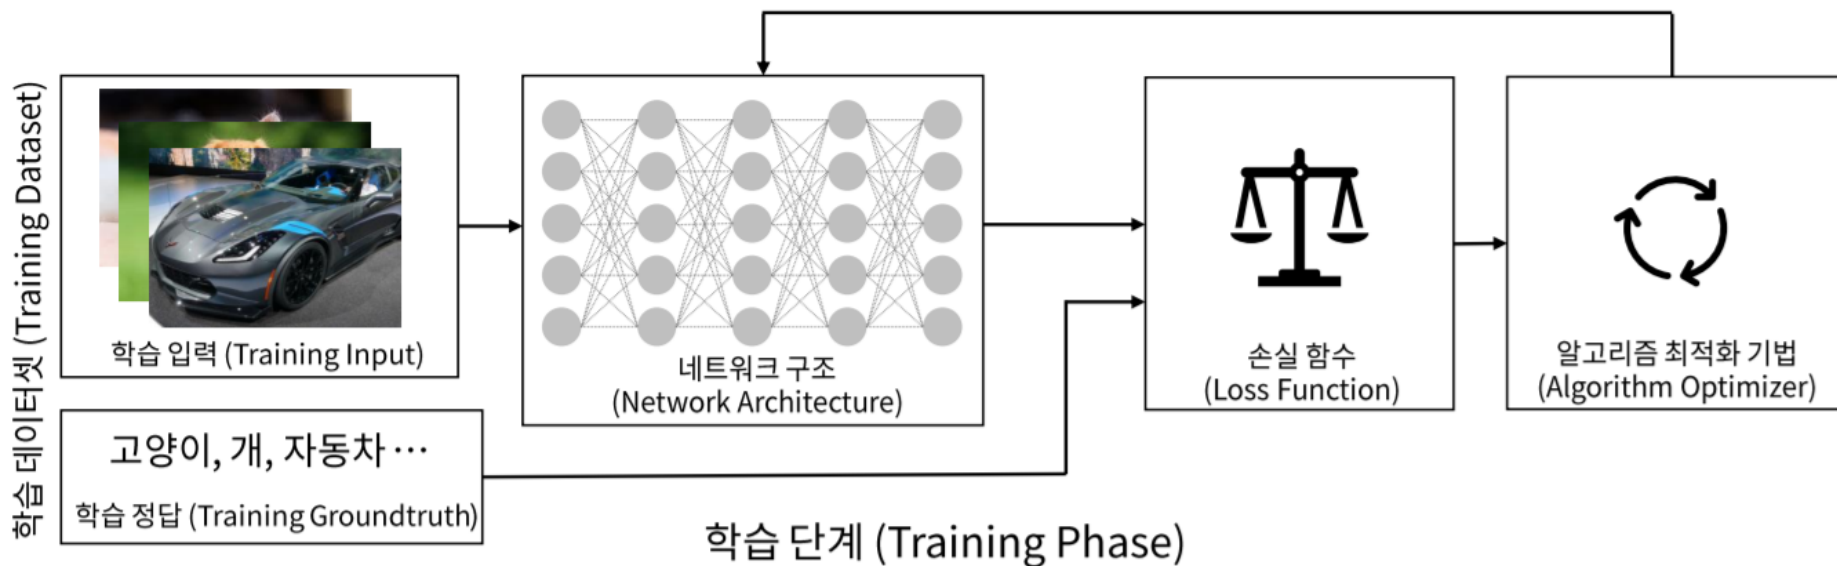 학습 데이터셋 (Training Dataset)
학습 입력 (Training Input)
고양이, 개, 자동차 …
학습 정답 (Training Groundtruth)
네트워크 구조
(Network Architecture)
손실 함수
(Loss Function)
알고리즘 최적화 기법
(Algorithm Optimizer)
학습 단계 (Training Phase)